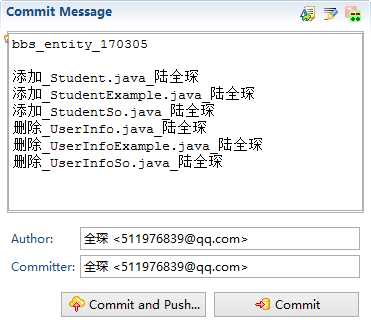 Commit Message
bbs_entity_170305
添加_Student.java_陆全琛
添加_StudentExample.java_陆全琛
添加_StudentSo.java_陆全琛
删除_UserInfo.java_陆全琛
删除_UserInfoExample.java_陆全琛
删除_UserInfoSo.java_陆全琛
Author: 全琛 <511976839@qq.com>
Committer: 全琛 <511976839@qq.com>
Commit and Push... Commit